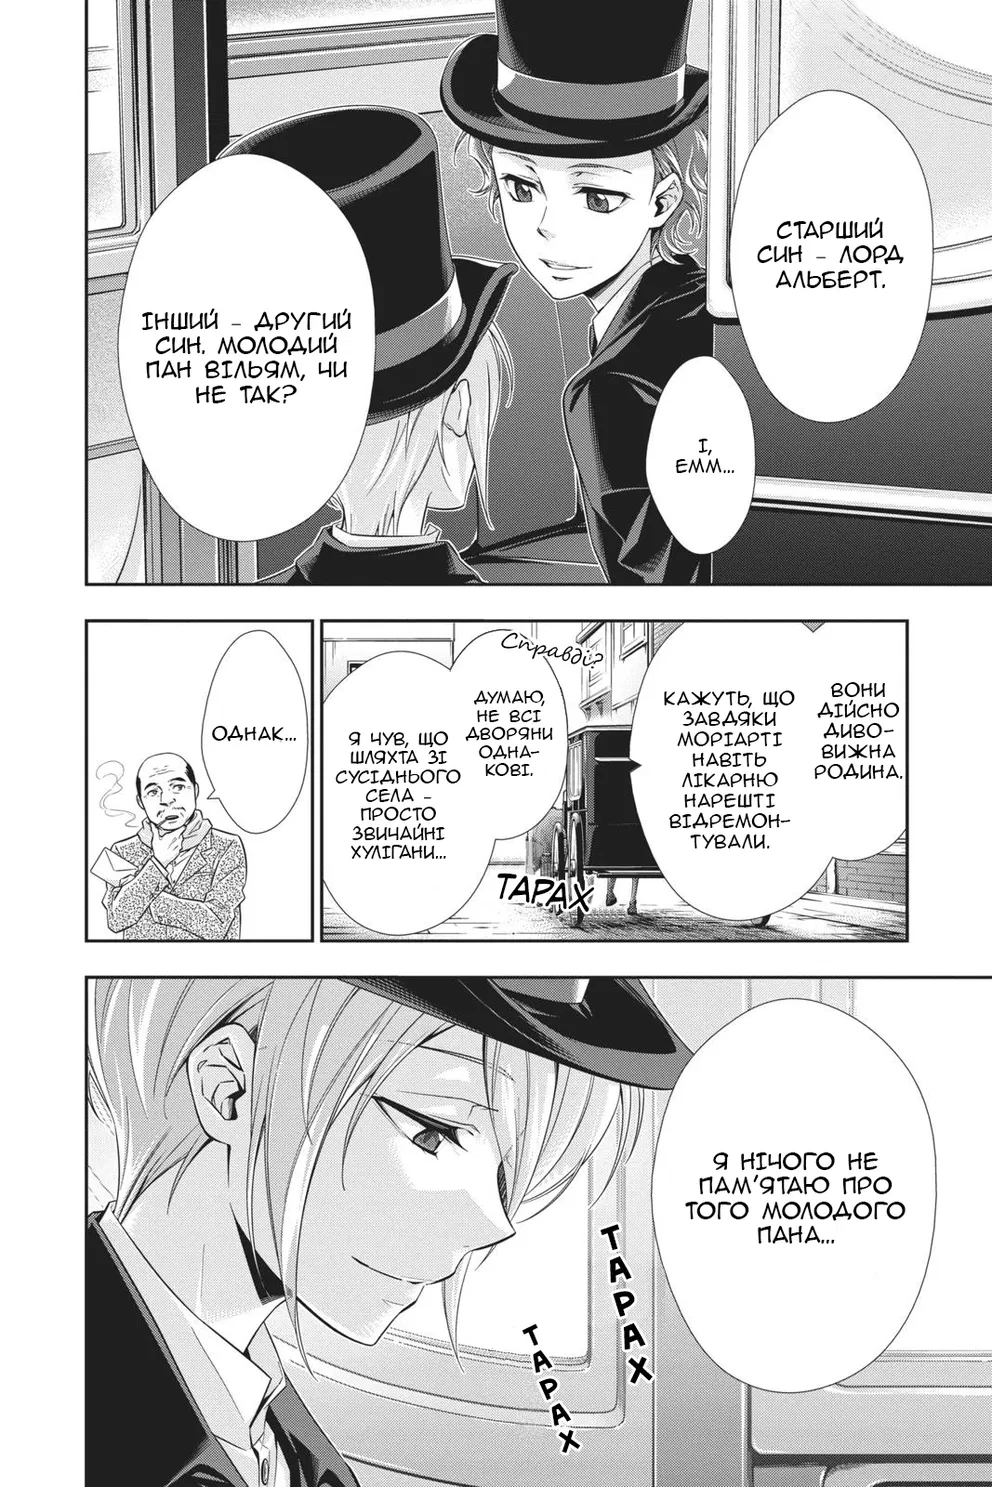 СТАРШИЙ
СИН - ЛОРД
АЛЬБЕРТ.
І,
ЕММ...
ІНШИЙ - ДРУГИЙ
СИН. МОЛОДИЙ
ПАН ВІЛЬЯМ, ЧИ
НЕ ТАК?
ВОНИ
ДІЙСНО
ДИВО-
ВИЖНА
РОДИНА.
КАЖУТЬ, ЩО
ЗАВДЯКИ
МОРІАРТІ
НАВІТЬ
ЛІКАРНЮ
НАРЕШТІ
ВІДРЕМОН-
ТУВАЛИ.
Справді?
ДУМАЮ,
НЕ ВСІ
ДВОРЯНИ
ОДНА-
КОВІ.
Я ЧУВ, ЩО
ШЛЯХТА ЗІ
СУСІДНЬОГО
СЕЛА -
ПРОСТО
ЗВИЧАЙНІ
ХУЛІГАНИ...
ТАРАХ
ОДНАК...
Я НІЧОГО НЕ
ПАМ'ЯТАЮ ПРО
ТОГО МОЛОДОГО
ПАНА...
ТАРАХ
ТАРАХ